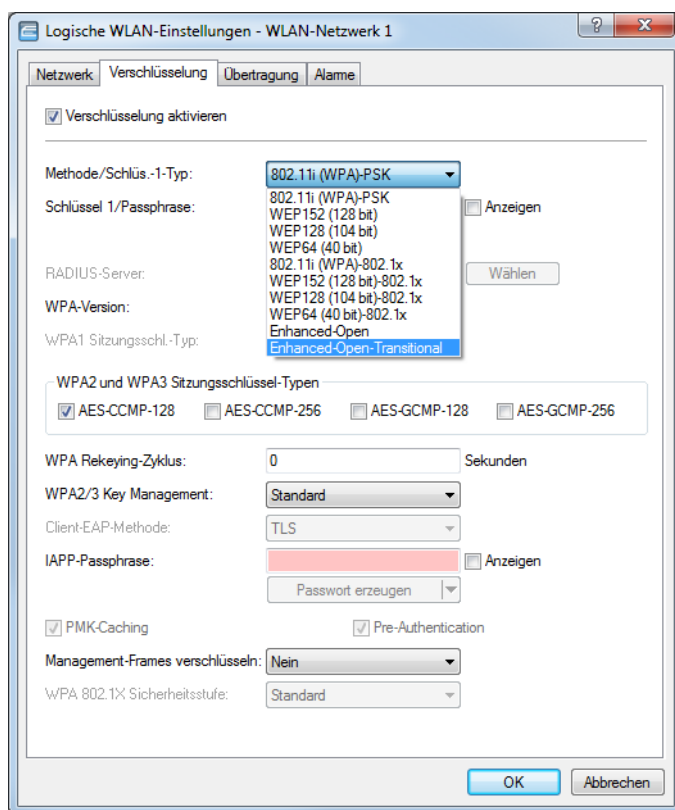 Logische WLAN-Einstellungen - WLAN-Netzwerk 1
Netzwerk Verschlüsselung Übertragung Alarme
Verschlüsselung aktivieren
Methode/Schlüs.-1-Typ: 802.11i (WPA)-PSK
802.11i (WPA)-PSK
Schlüssel 1/Passphrase: WEP152 (128 bit) Anzeigen
WEP128 (104 bit)
WEP64 (40 bit)
802.11i (WPA)-802.1x
RADIUS-Server: WEP152 (128 bit)-802.1x Wählen
WEP128 (104 bit)-802.1x
WPA-Version: WEP64 (40 bit)-802.1x
Enhanced-Open
WPA1 Sitzungsschl.-Typ: Enhanced-Open-Transitional
WPA2 und WPA3 Sitzungsschlüssel-Typen
AES-CCMP-128 AES-CCMP-256 AES-GCMP-128 AES-GCMP-256
WPA Rekeying-Zyklus: 0 Sekunden
WPA2/3 Key Management: Standard
Client-EAP-Methode: TLS
IAPP-Passphrase: Anzeigen
Passwort erzeugen
PMK-Caching Pre-Authentication
Management-Frames verschlüsseln: Nein
WPA 802.1X Sicherheitsstufe: Standard
OK Abbrechen